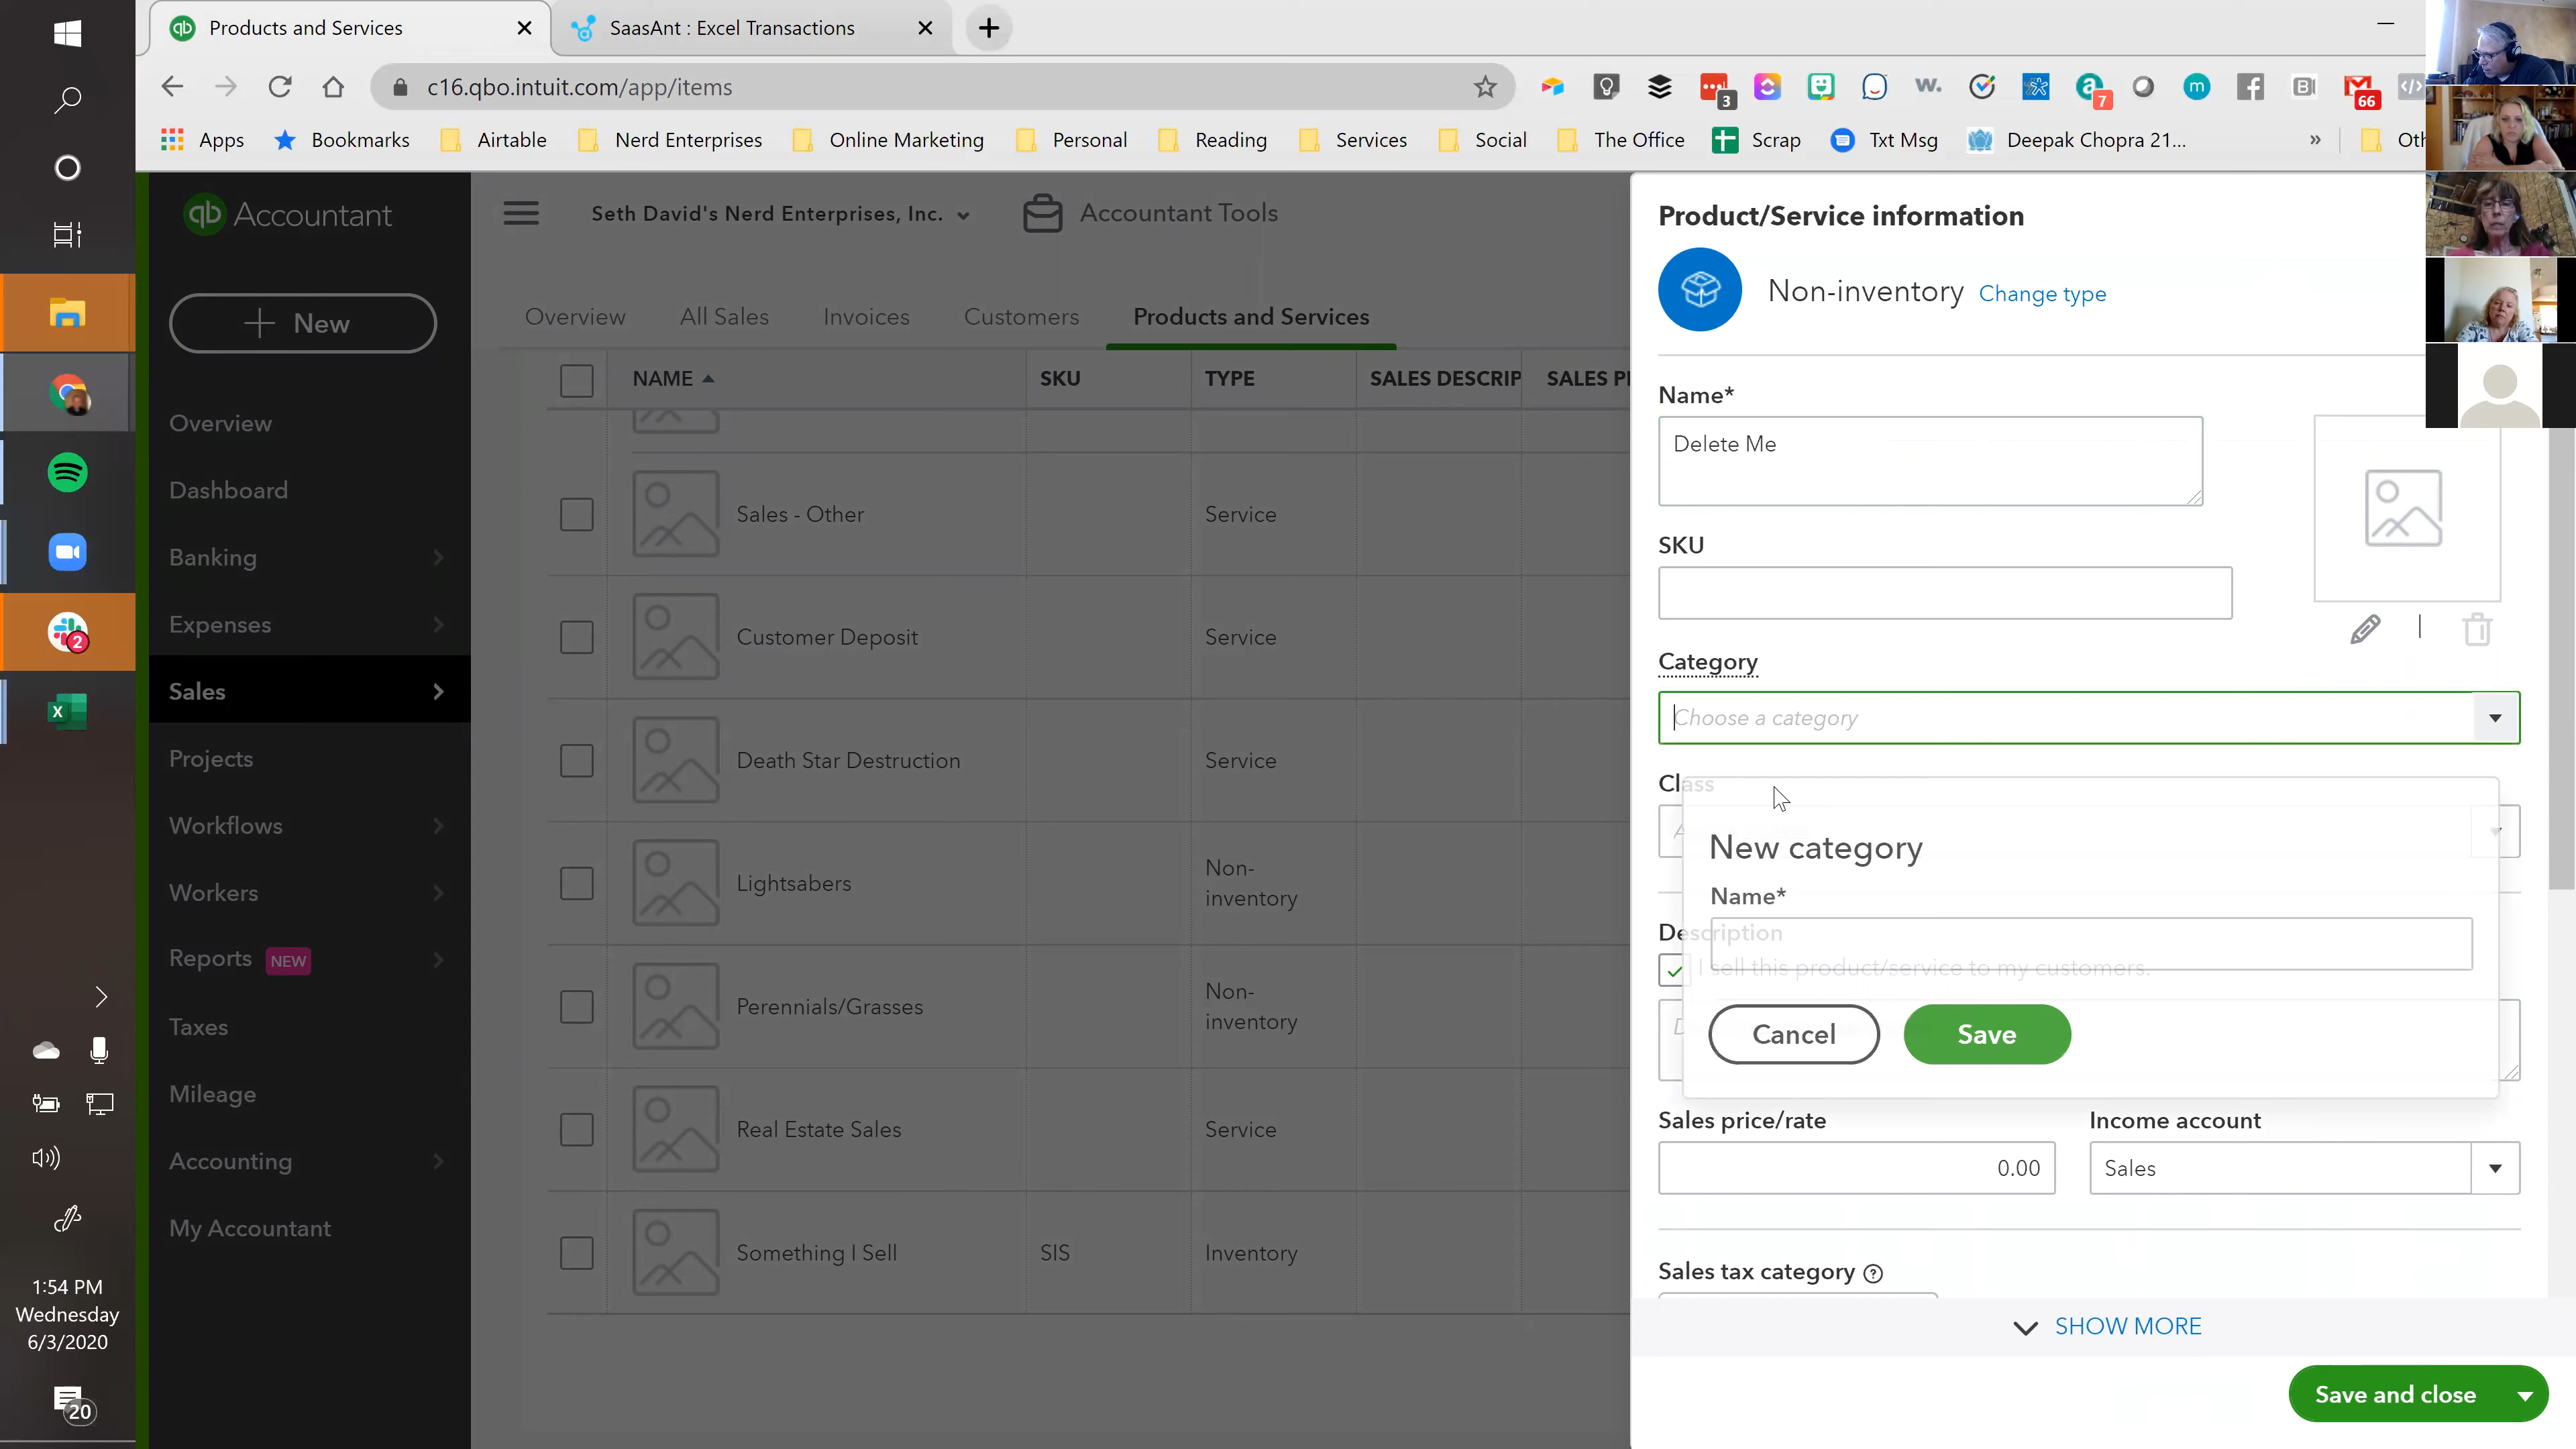 Products and Services
SaasAnt : Excel Transactions
c16.qbo.intuit.com/app/items
3
7
66
Apps
Bookmarks
Airtable
Nerd Enterprises
Online Marketing
Personal
Reading
Services
Social
The Office
Scrap
Txt Msg
Deepak Chopra 21...
»
Oth
qb Accountant
Seth David's Nerd Enterprises, Inc.
Accountant Tools
New
Overview
Dashboard
Banking
Expenses
Sales
Projects
Workflows
Workers
Reports NEW
Taxes
Mileage
Accounting
My Accountant
Overview
All Sales
Invoices
Customers
Products and Services
NAME
SKU
TYPE
SALES DESCRIP
SALES P
Sales - Other
Service
Customer Deposit
Service
Death Star Destruction
Service
Lightsabers
Non-
inventory
Perennials/Grasses
Non-
inventory
Real Estate Sales
Service
Something I Sell
SIS
Inventory
Product/Service information
Non-inventory
Change type
Name*
Delete Me
SKU
Category
Choose a category
Class
New category
Name*
Description
I sell this product/service to my customers.
Cancel
Save
Sales price/rate
Income account
0.00
Sales
Sales tax category
SHOW MORE
Save and close
2
1:54 PM
Wednesday
6/3/2020
20